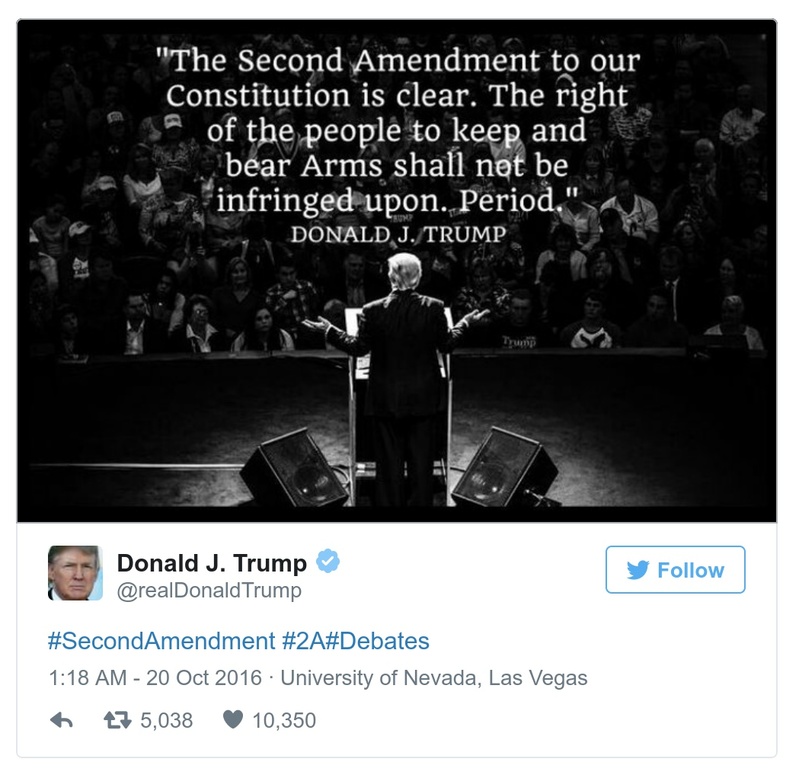 "The Second Amendment to our
Constitution is clear. The right
of the people to keep and
bear Arms shall not be
infringed upon. Period."
DONALD J. TRUMP
Trump
Donald J. Trump
@realDonaldTrump
Follow
#SecondAmendment #2A#Debates
1:18 AM - 20 Oct 2016 · University of Nevada, Las Vegas
5,038 10,350